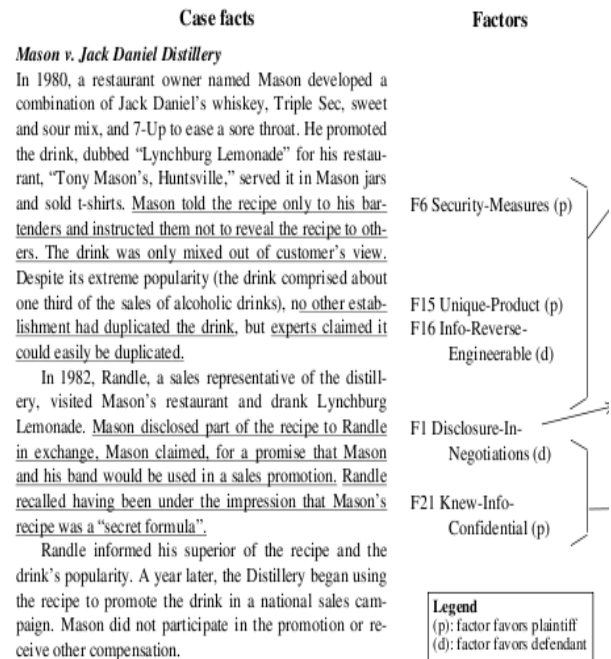 Case facts
Factors
Mason v. Jack Daniel Distillery
In 1980, a restaurant owner named Mason developed a
combination of Jack Daniel's whiskey, Triple Sec, sweet
and sour mix, and 7-Up to ease a sore throat. He promoted
the drink, dubbed “Lynchburg Lemonade” for his restau-
rant, “Tony Mason's, Huntsville,” served it in Mason jars
and sold t-shirts. Mason told the recipe only to his bar-
tenders and instructed them not to reveal the recipe to oth-
ers. The drink was only mixed out of customer's view.
Despite its extreme popularity (the drink comprised about
one third of the sales of alcoholic drinks), no other estab-
lishment had duplicated the drink, but experts claimed it
could easily be duplicated.
In 1982, Randle, a sales representative of the distill-
ery, visited Mason's restaurant and drank Lynchburg
Lemonade. Mason disclosed part of the recipe to Randle
in exchange, Mason claimed, for a promise that Mason
and his band would be used in a sales promotion. Randle
recalled having been under the impression that Mason's
recipe was a “secret formula”.
Randle informed his superior of the recipe and the
drink's popularity. A year later, the Distillery began using
the recipe to promote the drink in a national sales cam-
paign. Mason did not participate in the promotion or re-
ceive other compensation.
F6 Security-Measures (p)
F15 Unique-Product (p)
F16 Info-Reverse-
Engineerable (d)
F1 Disclosure-In-
Negotiations (d)
F21 Knew-Info-
Confidential (p)
Legend
(p): factor favors plaintiff
(d): factor favors defendant